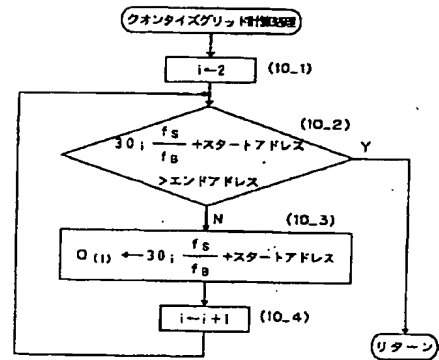 クオンタイズグリッド計算処理
i←2 (10_1)
(10_2)
30i fS/fB +スタートアドレス
>エンドアドレス
Y
N
(10_3)
Q(i) ←30i fS/fB +スタートアドレス
i←i+1 (10_4)
リターン